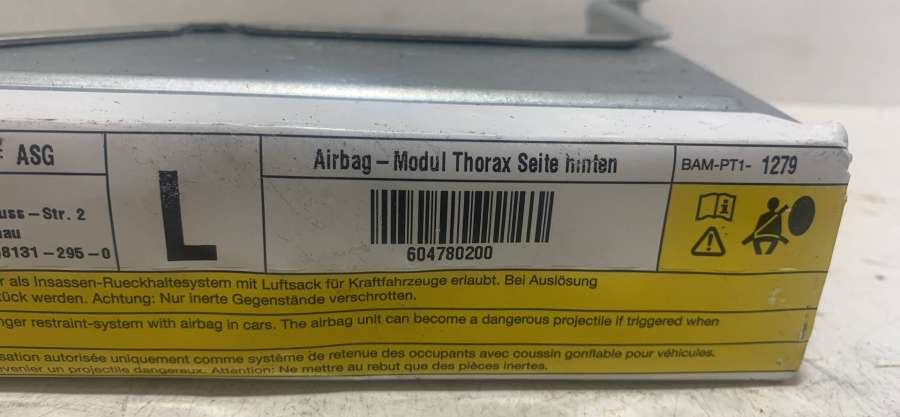 ASG
uss-Str. 2
au
8131-295-0
L
Airbag-Modul Thorax Seite hinten
604780200
BAM-PT1- 1279
r als Insassen-Rueckhaltesystem mit Luftsack für Kraftfahrzeuge erlaubt. Bei Auslösung
tück werden. Achtung: Nur inerte Gegenstände verschrotten.
nger restraint-system with airbag in cars. The airbag unit can become a dangerous projectile if triggered when
sation autorisée uniquement comme système de retenue des occupants avec coussin gonflable pour véhicules.
venier un projectile dangereux. Attention: Ne mettre au rebut que des pièces inertes.